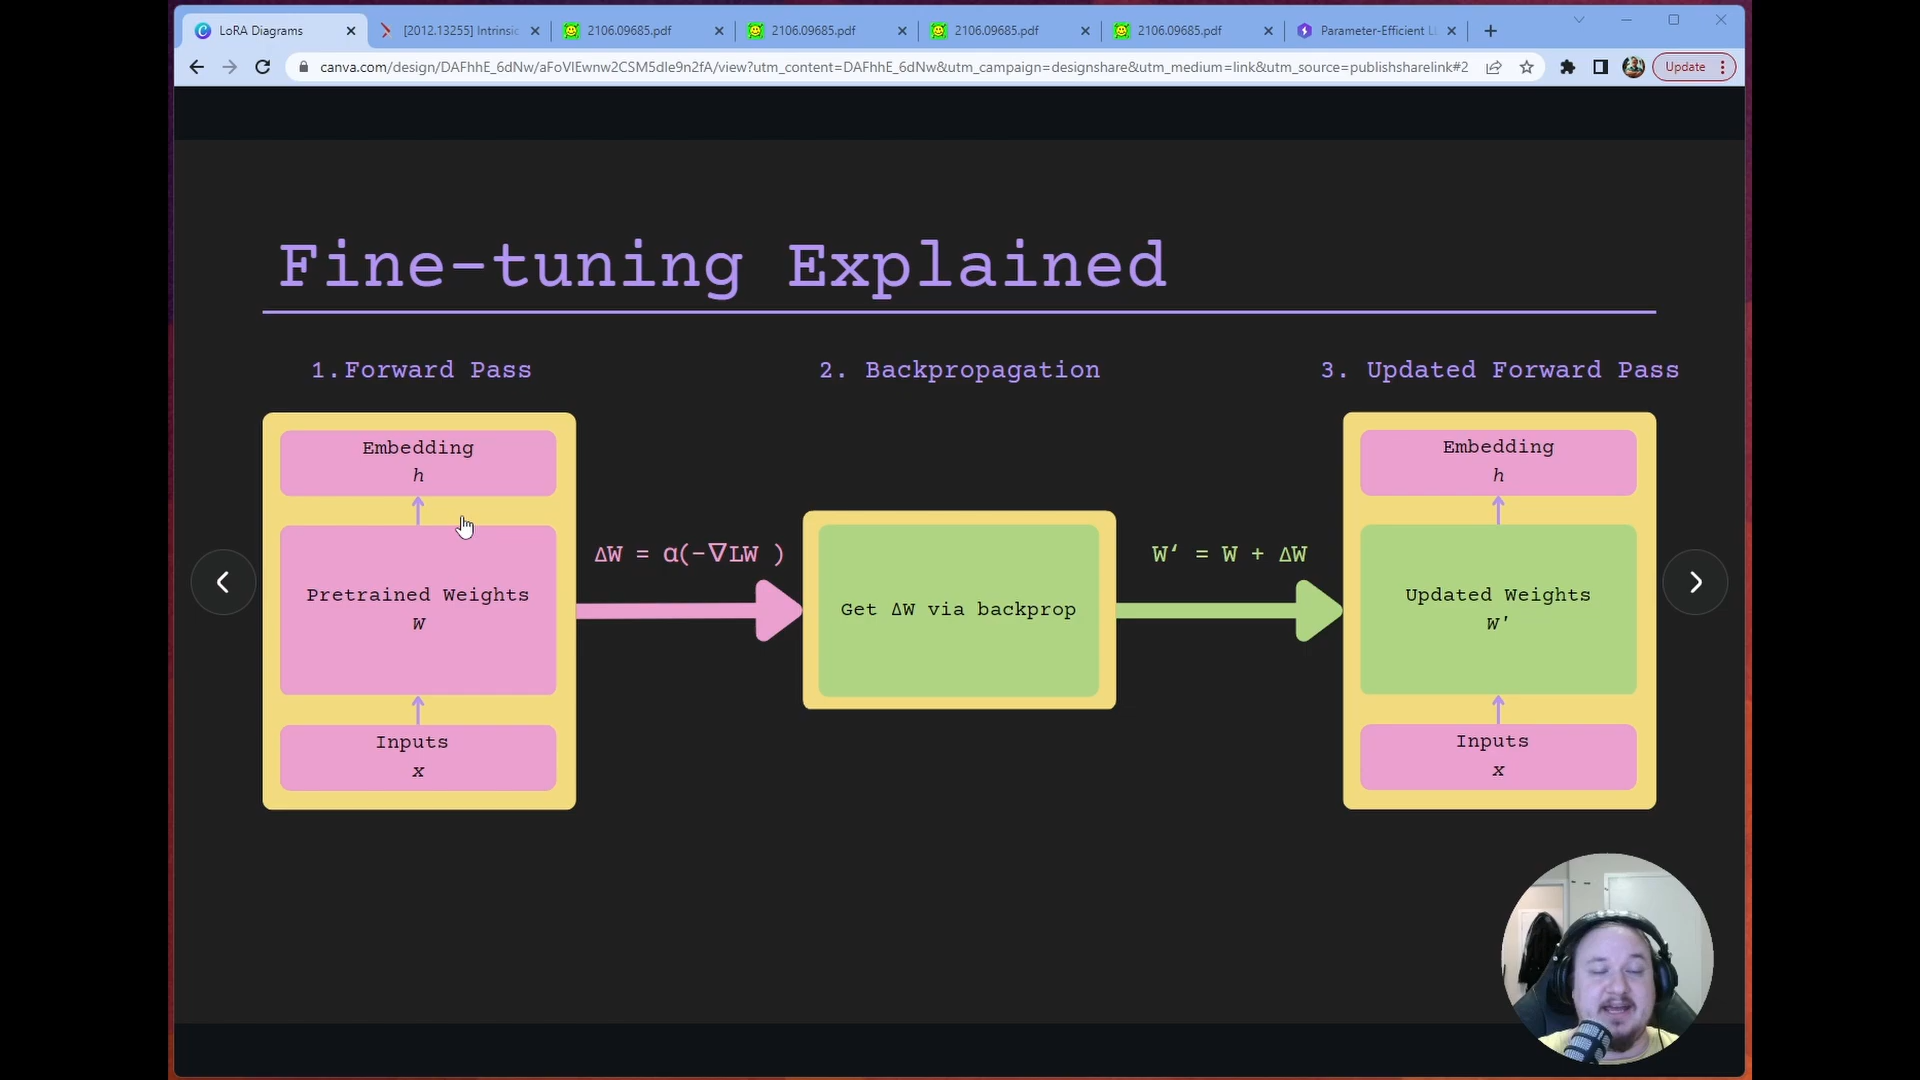 LoRA Diagrams
[2012.13255] Intrinsic
2106.09685.pdf
2106.09685.pdf
2106.09685.pdf
2106.09685.pdf
Parameter-Efficient
canva.com/design/DAFhhE_6dNw/aFoVlEwnw2CSM5dle9n2fA/view?utm_content=DAFhhE_6dNw&utm_campaign=designshare&utm_medium=link&utm_source=publishsharelink#2
Update
Fine-tuning Explained
1.Forward Pass
2. Backpropagation
3. Updated Forward Pass
Embedding
h
Pretrained Weights
W
Inputs
x
ΔW = α(-∇LW )
Get ΔW via backprop
W‘ = W + ΔW
Embedding
h
Updated Weights
W'
Inputs
x